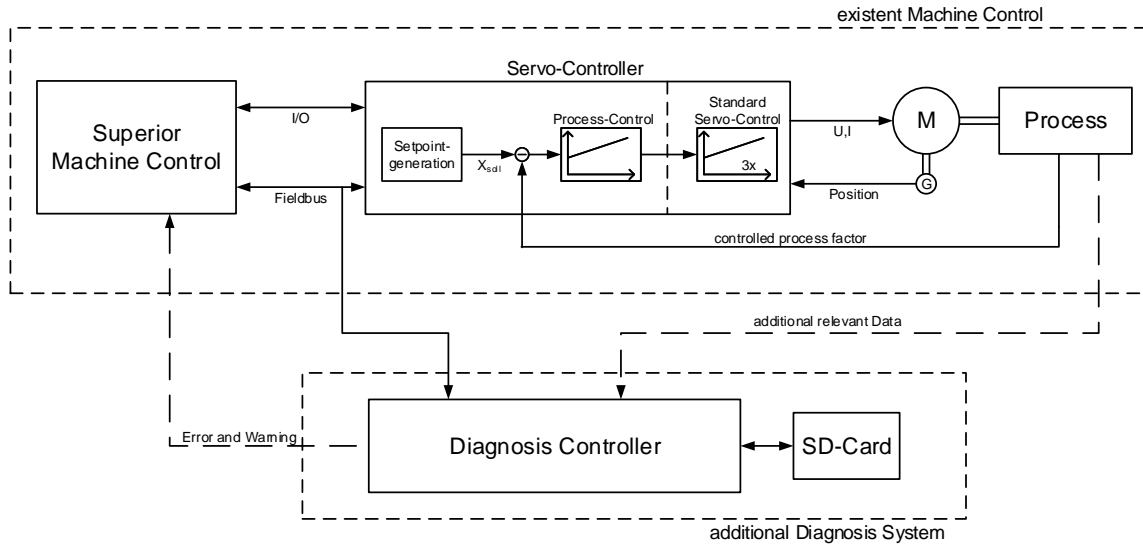 existent Machine Control
Servo-Controller
Superior
Machine Control
I/O
Fieldbus
Setpoint-
generation
X_soll
Process-Control
Standard
Servo-Control
3x
U,I
M
G
Position
Process
controlled process factor
additional relevant Data
Error and Warning
Diagnosis Controller
SD-Card
additional Diagnosis System